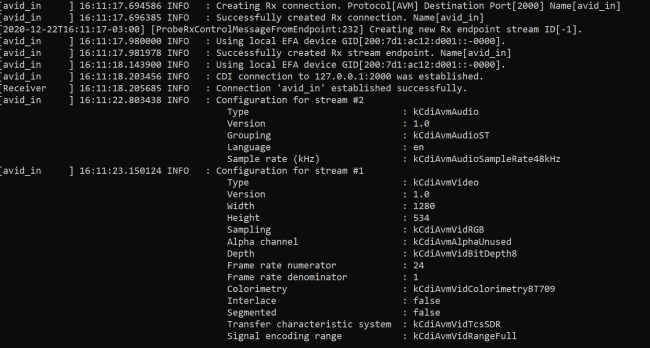 [avid_in     ] 16:11:17.694586 INFO   : Creating Rx connection. Protocol[AVM] Destination Port[2000] Name[avid_in]
[avid_in     ] 16:11:17.696385 INFO   : Successfully created Rx connection. Name[avid_in]
[2020-12-22T16:11:17-03:00] [ProbeRxControlMessageFromEndpoint:232] Creating new Rx endpoint stream ID[-1].
[avid_in     ] 16:11:17.980000 INFO   : Using local EFA device GID[200:7d1:ac12:d001::-0000].
[avid_in     ] 16:11:17.981978 INFO   : Successfully created Rx stream endpoint. Name[avid_in]
[avid_in     ] 16:11:18.143900 INFO   : Using local EFA device GID[200:7d1:ac12:d001::-0000].
[avid_in     ] 16:11:18.203456 INFO   : CDI connection to 127.0.0.1:2000 was established.
[Receiver    ] 16:11:18.205685 INFO   : Connection 'avid_in' established successfully.
[avid_in     ] 16:11:22.803438 INFO   : Configuration for stream #2
Type                           : kCdiAvmAudio
Version                        : 1.0
Grouping                       : kCdiAvmAudioST
Language                       : en
Sample rate (kHz)              : kCdiAvmAudioSampleRate48kHz
[avid_in     ] 16:11:23.150124 INFO   : Configuration for stream #1
Type                           : kCdiAvmVideo
Version                        : 1.0
Width                          : 1280
Height                         : 534
Sampling                       : kCdiAvmVidRGB
Alpha channel                  : kCdiAvmAlphaUnused
Depth                          : kCdiAvmVidBitDepth8
Frame rate numerator           : 24
Frame rate denominator         : 1
Colorimetry                    : kCdiAvmVidColorimetryBT709
Interlace                      : false
Segmented                      : false
Transfer characteristic system : kCdiAvmVidTcsSDR
Signal encoding range          : kCdiAvmVidRangeFull